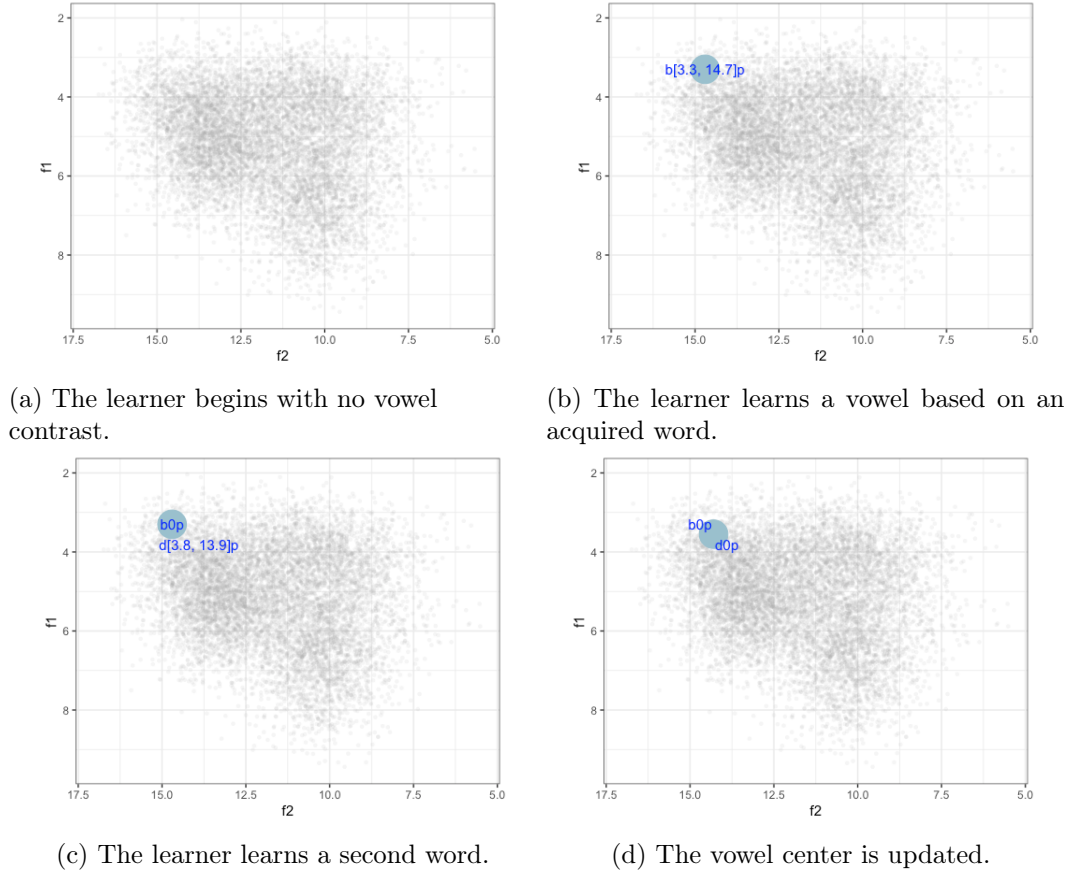 2
4
f1
6
8
17.5 15.0 12.5 10.0 7.5 5.0
f2
(a) The learner begins with no vowel
contrast.
2
b[3.3, 14.7]p
4
f1
6
8
17.5 15.0 12.5 10.0 7.5 5.0
f2
(b) The learner learns a vowel based on an
acquired word.
2
b0p
d[3.8, 13.9]p
4
f1
6
8
17.5 15.0 12.5 10.0 7.5 5.0
f2
(c) The learner learns a second word.
2
b0p
d0p
4
f1
6
8
17.5 15.0 12.5 10.0 7.5 5.0
f2
(d) The vowel center is updated.